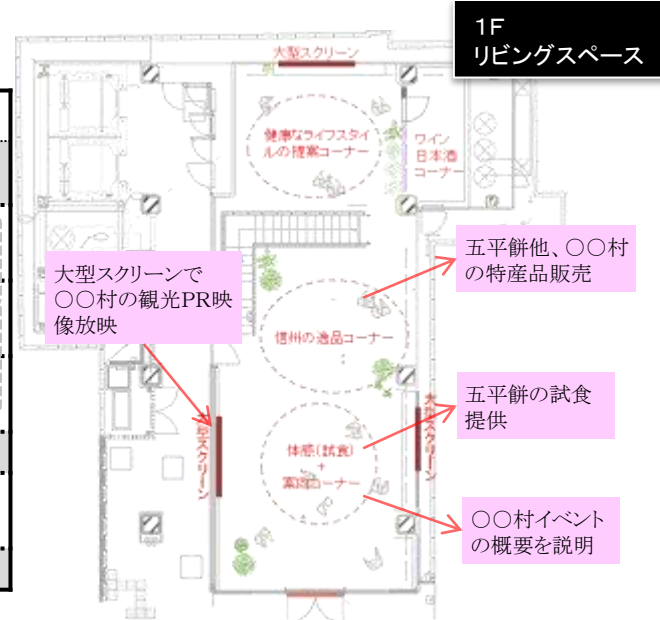 1F
リビングスペース
大型スクリーン
健康なライフスタイ
ルの提案コーナー
ワイン
日本酒
コーナー
五平餅他、〇〇村
の特産品販売
大型スクリーンで
〇〇村の観光PR映
像放映
信州の逸品コーナー
五平餅の試食
提供
大型スクリーン
大型スクリーン
体感(試食)
+
案内コーナー
〇〇村イベント
の概要を説明